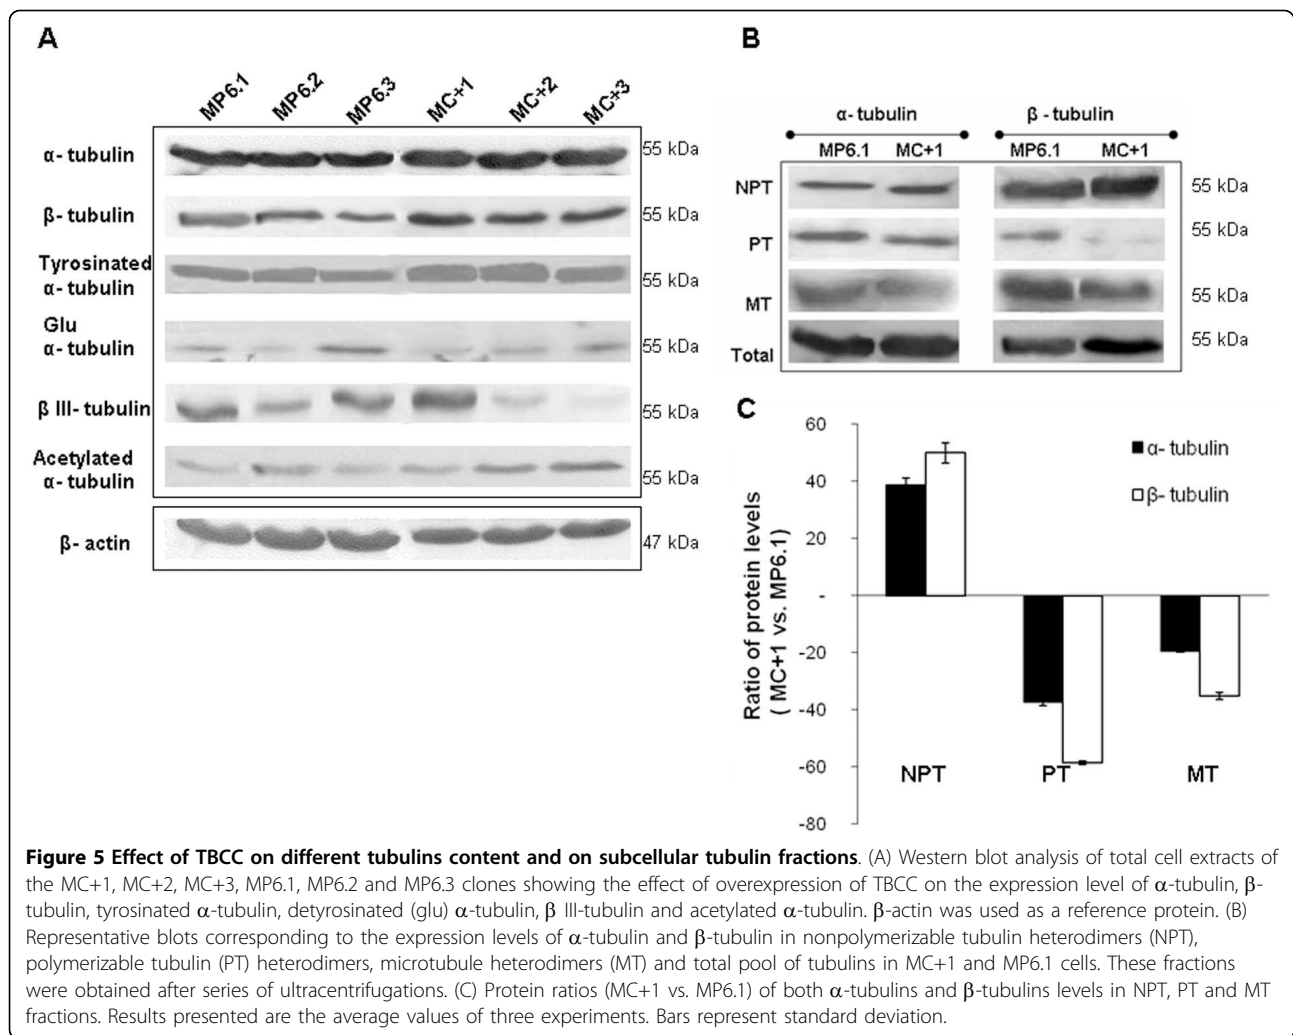 A
MP6.1 MP6.2 MP6.3 MC+1 MC+2 MC+3
α- tubulin 55 kDa
β- tubulin 55 kDa
Tyrosinated
α- tubulin 55 kDa
Glu
α- tubulin 55 kDa
β III- tubulin 55 kDa
Acetylated
α- tubulin 55 kDa
β- actin 47 kDa
B
α- tubulin β - tubulin
MP6.1 MC+1 MP6.1 MC+1
NPT 55 kDa
PT 55 kDa
MT 55 kDa
Total 55 kDa
C
Ratio of protein levels
( MC+1 vs. MP6.1)
60
40
20
-
-20
-40
-60
-80
α- tubulin
β- tubulin
NPT PT MT
Figure 5 Effect of TBCC on different tubulins content and on subcellular tubulin fractions. (A) Western blot analysis of total cell extracts of
the MC+1, MC+2, MC+3, MP6.1, MP6.2 and MP6.3 clones showing the effect of overexpression of TBCC on the expression level of α-tubulin, β-
tubulin, tyrosinated α-tubulin, detyrosinated (glu) α-tubulin, β III-tubulin and acetylated α-tubulin. β-actin was used as a reference protein. (B)
Representative blots corresponding to the expression levels of α-tubulin and β-tubulin in nonpolymerizable tubulin heterodimers (NPT),
polymerizable tubulin (PT) heterodimers, microtubule heterodimers (MT) and total pool of tubulins in MC+1 and MP6.1 cells. These fractions
were obtained after series of ultracentrifugations. (C) Protein ratios (MC+1 vs. MP6.1) of both α-tubulins and β-tubulins levels in NPT, PT and MT
fractions. Results presented are the average values of three experiments. Bars represent standard deviation.